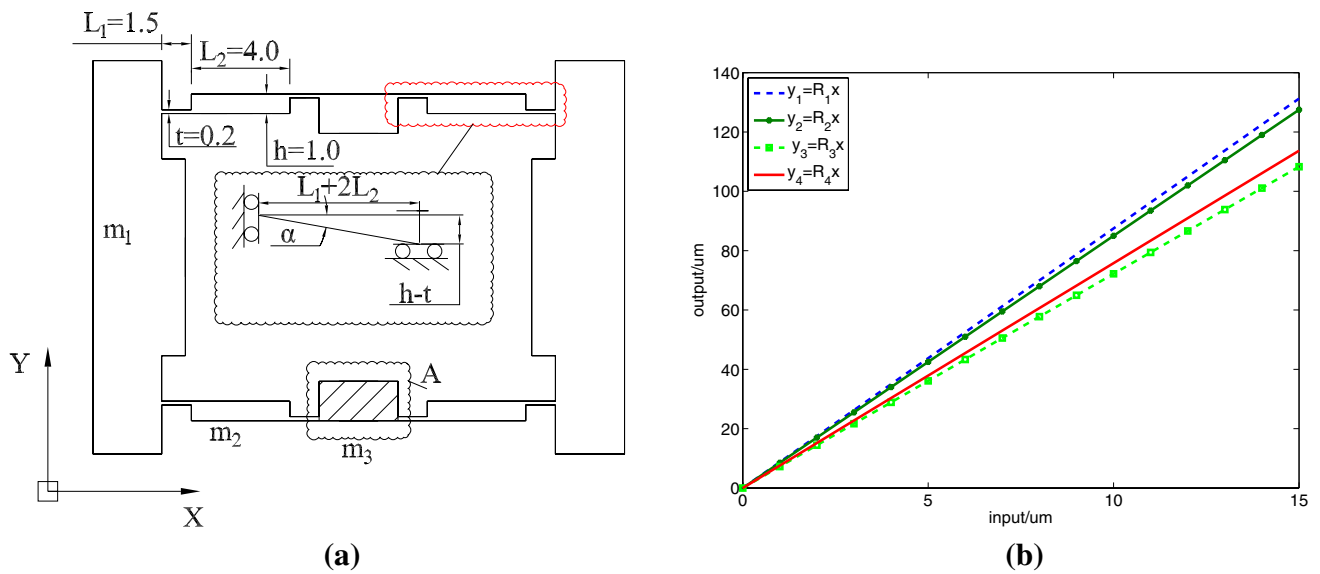 L1=1.5
L2=4.0
t=0.2
h=1.0
L1+2L2
α
h-t
m1
Y
A
m2
m3
X
(a)
140
120
100
80
60
40
20
0
output/um
y1=R1x
y2=R2x
y3=R3x
y4=R4x
0
5
10
15
input/um
(b)